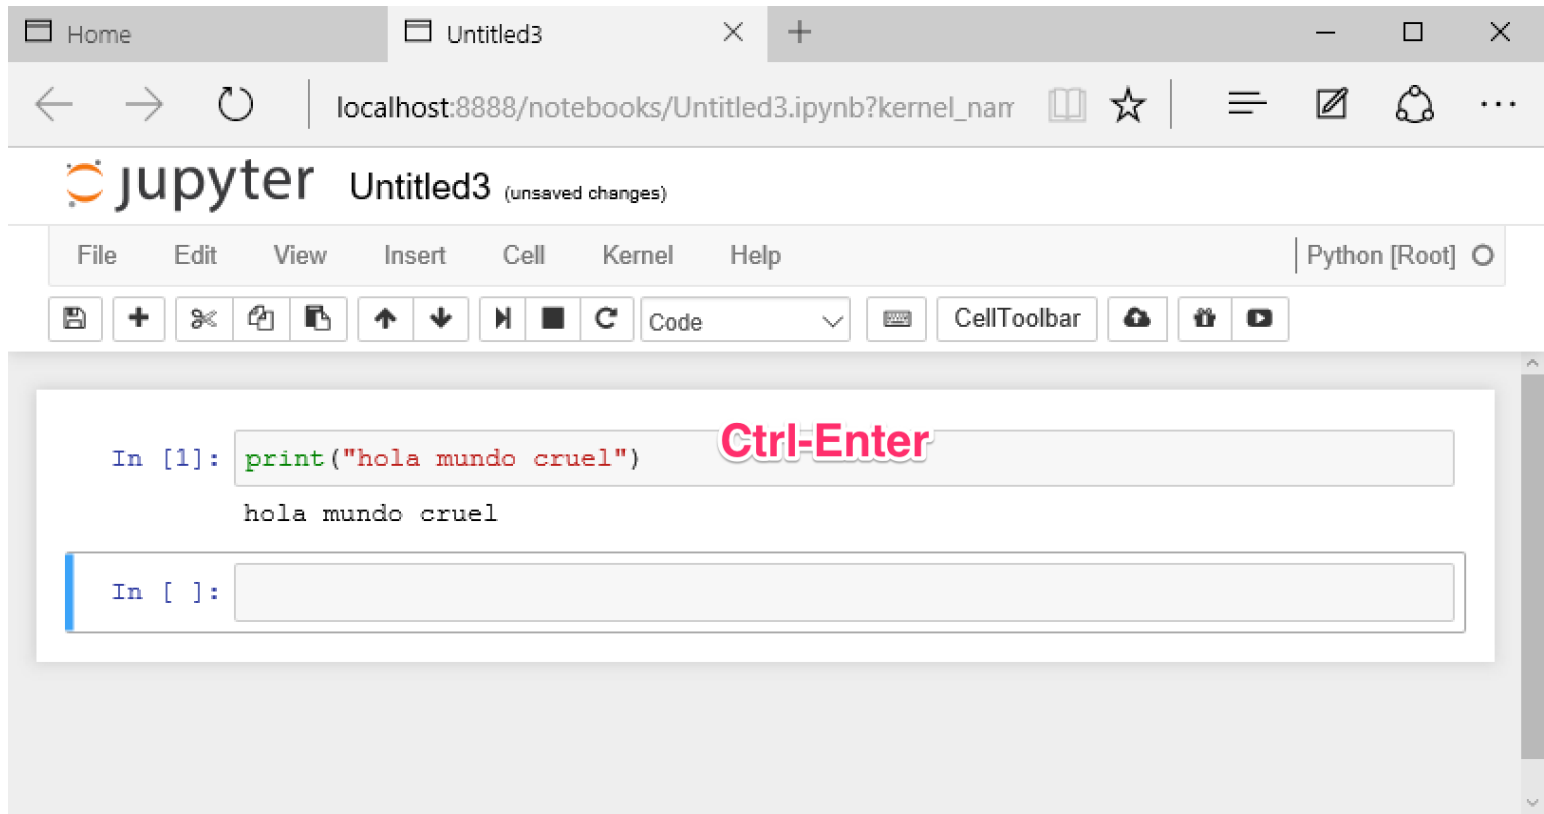 Home
Untitled3
localhost:8888/notebooks/Untitled3.ipynb?kernel_nam
jupyter Untitled3 (unsaved changes)
File Edit View Insert Cell Kernel Help Python [Root]
Code CellToolbar
Ctrl-Enter
In [1]: print("hola mundo cruel")
hola mundo cruel
In [ ]: